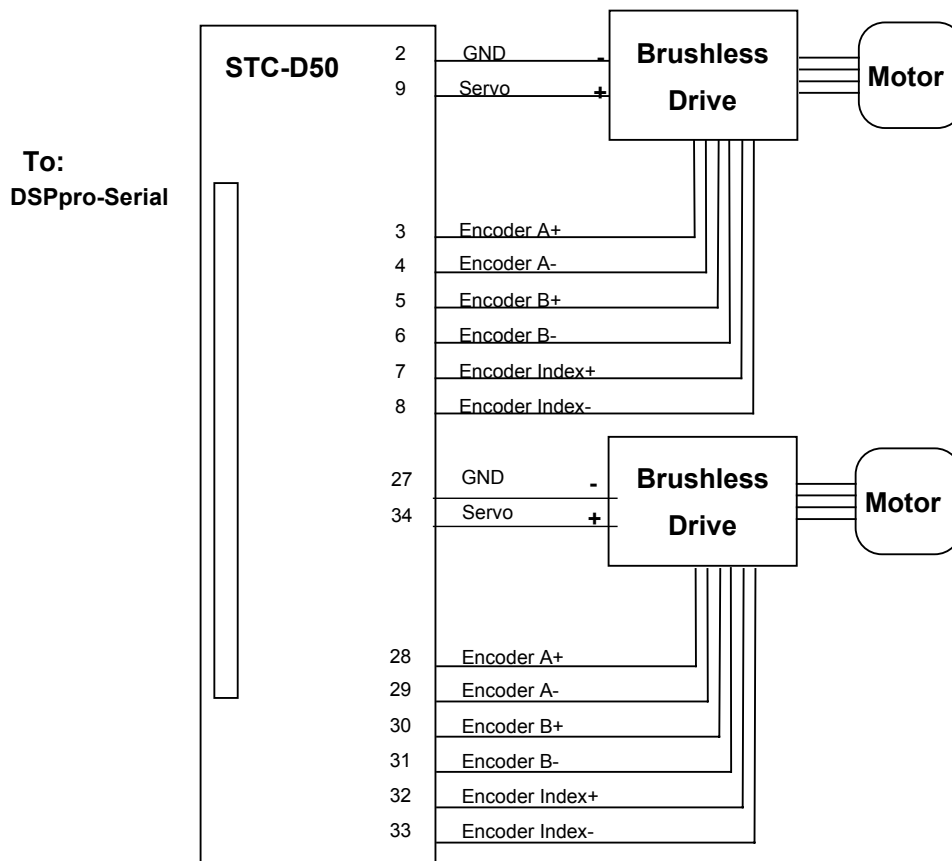 STC-D50
To:
DSPpro-Serial
2 GND -
9 Servo +
Brushless
Drive
Motor
3 Encoder A+
4 Encoder A-
5 Encoder B+
6 Encoder B-
7 Encoder Index+
8 Encoder Index-
27 GND -
34 Servo +
Brushless
Drive
Motor
28 Encoder A+
29 Encoder A-
30 Encoder B+
31 Encoder B-
32 Encoder Index+
33 Encoder Index-